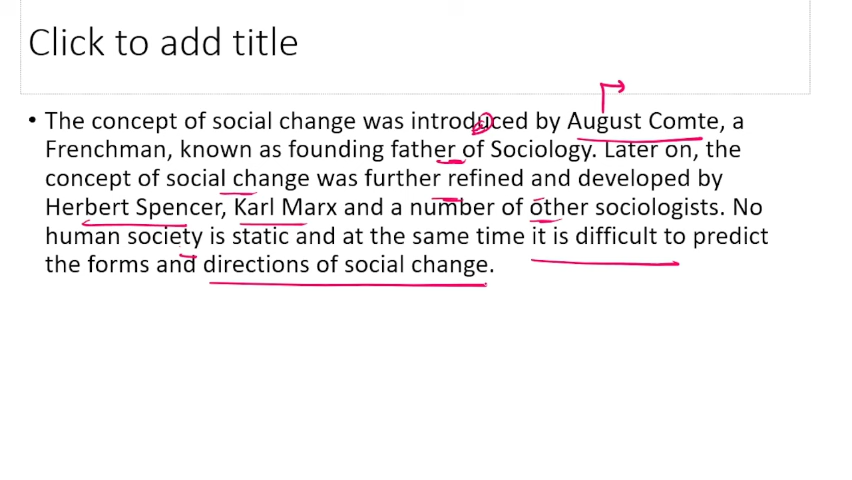 Click to add title
• The concept of social change was introduced by August Comte, a
Frenchman, known as founding father of Sociology. Later on, the
concept of social change was further refined and developed by
Herbert Spencer, Karl Marx and a number of other sociologists. No
human society is static and at the same time it is difficult to predict
the forms and directions of social change.